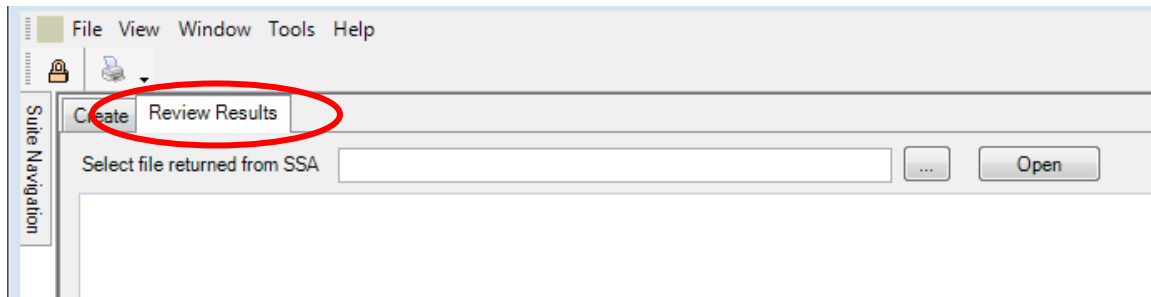 File View Window Tools Help
Suite Navigation
Create Review Results
Select file returned from SSA ... Open